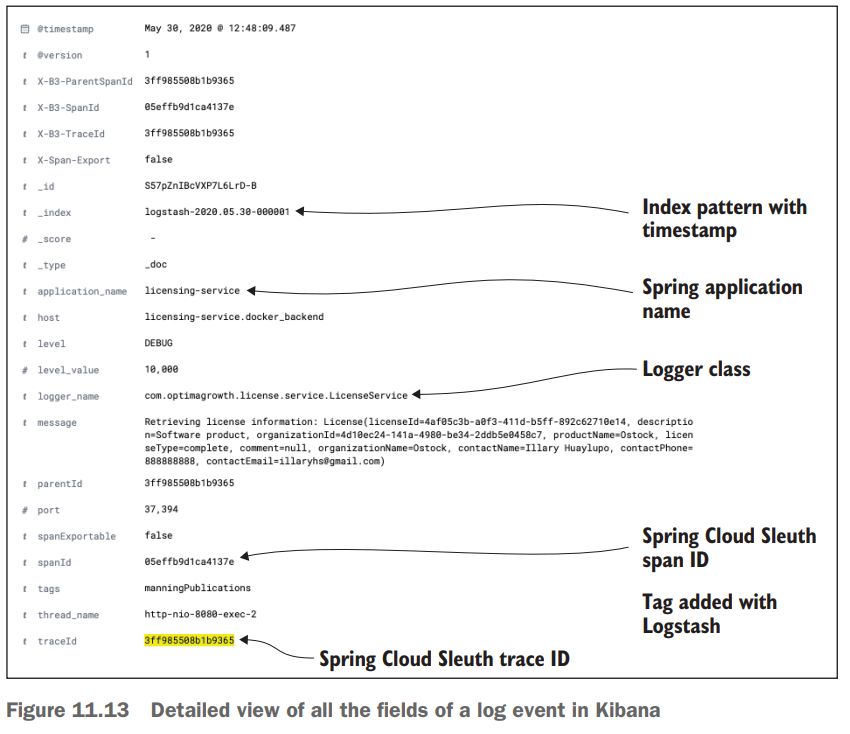 @timestamp May 30, 2020 @ 12:48:09.487
@version 1
X-B3-ParentSpanId 3ff985508b1b9365
X-B3-SpanId 05effb9d1ca4137e
X-B3-TraceId 3ff985508b1b9365
X-Span-Export false
_id S57pZnIBcVXP7L6LrD-B
_index logstash-2020.05.30-000001
Index pattern with
timestamp
# _score -
t _type _doc
t application_name licensing-service
Spring application
name
t host licensing-service.docker_backend
t level DEBUG
# level_value 10,000
Logger class
t logger_name com.optimagrowth.license.service.LicenseService
t message Retrieving license information: License(licenseId=4af05c3b-a0f3-411d-b5ff-892c62710e14, descriptio
n=Software product, organizationId=4d10ec24-141a-4980-be34-2ddb5e0458c7, productName=Ostock, licen
seType=complete, comment=null, organizationName=Ostock, contactName=Illary Huaylupo, contactPhone=
888888888, contactEmail=illaryhs@gmail.com)
t parentId 3ff985508b1b9365
# port 37,394
t spanExportable false
Spring Cloud Sleuth
span ID
t spanId 05effb9d1ca4137e
t tags manningPublications
Tag added with
Logstash
t thread_name http-nio-8080-exec-2
t traceId 3ff985508b1b9365
Spring Cloud Sleuth trace ID
Figure 11.13 Detailed view of all the fields of a log event in Kibana